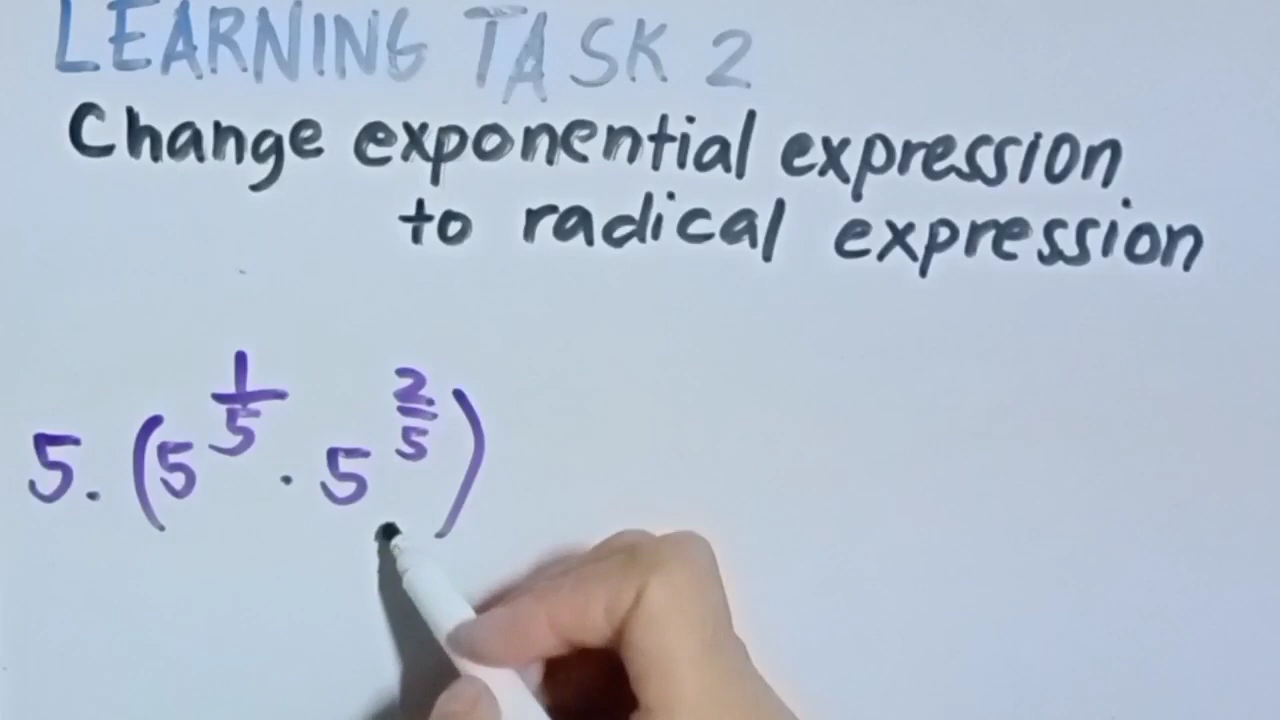 LEARNING TASK 2
Change exponential expression
to radical expression
5. (5^{1/5} · 5^{2/5})